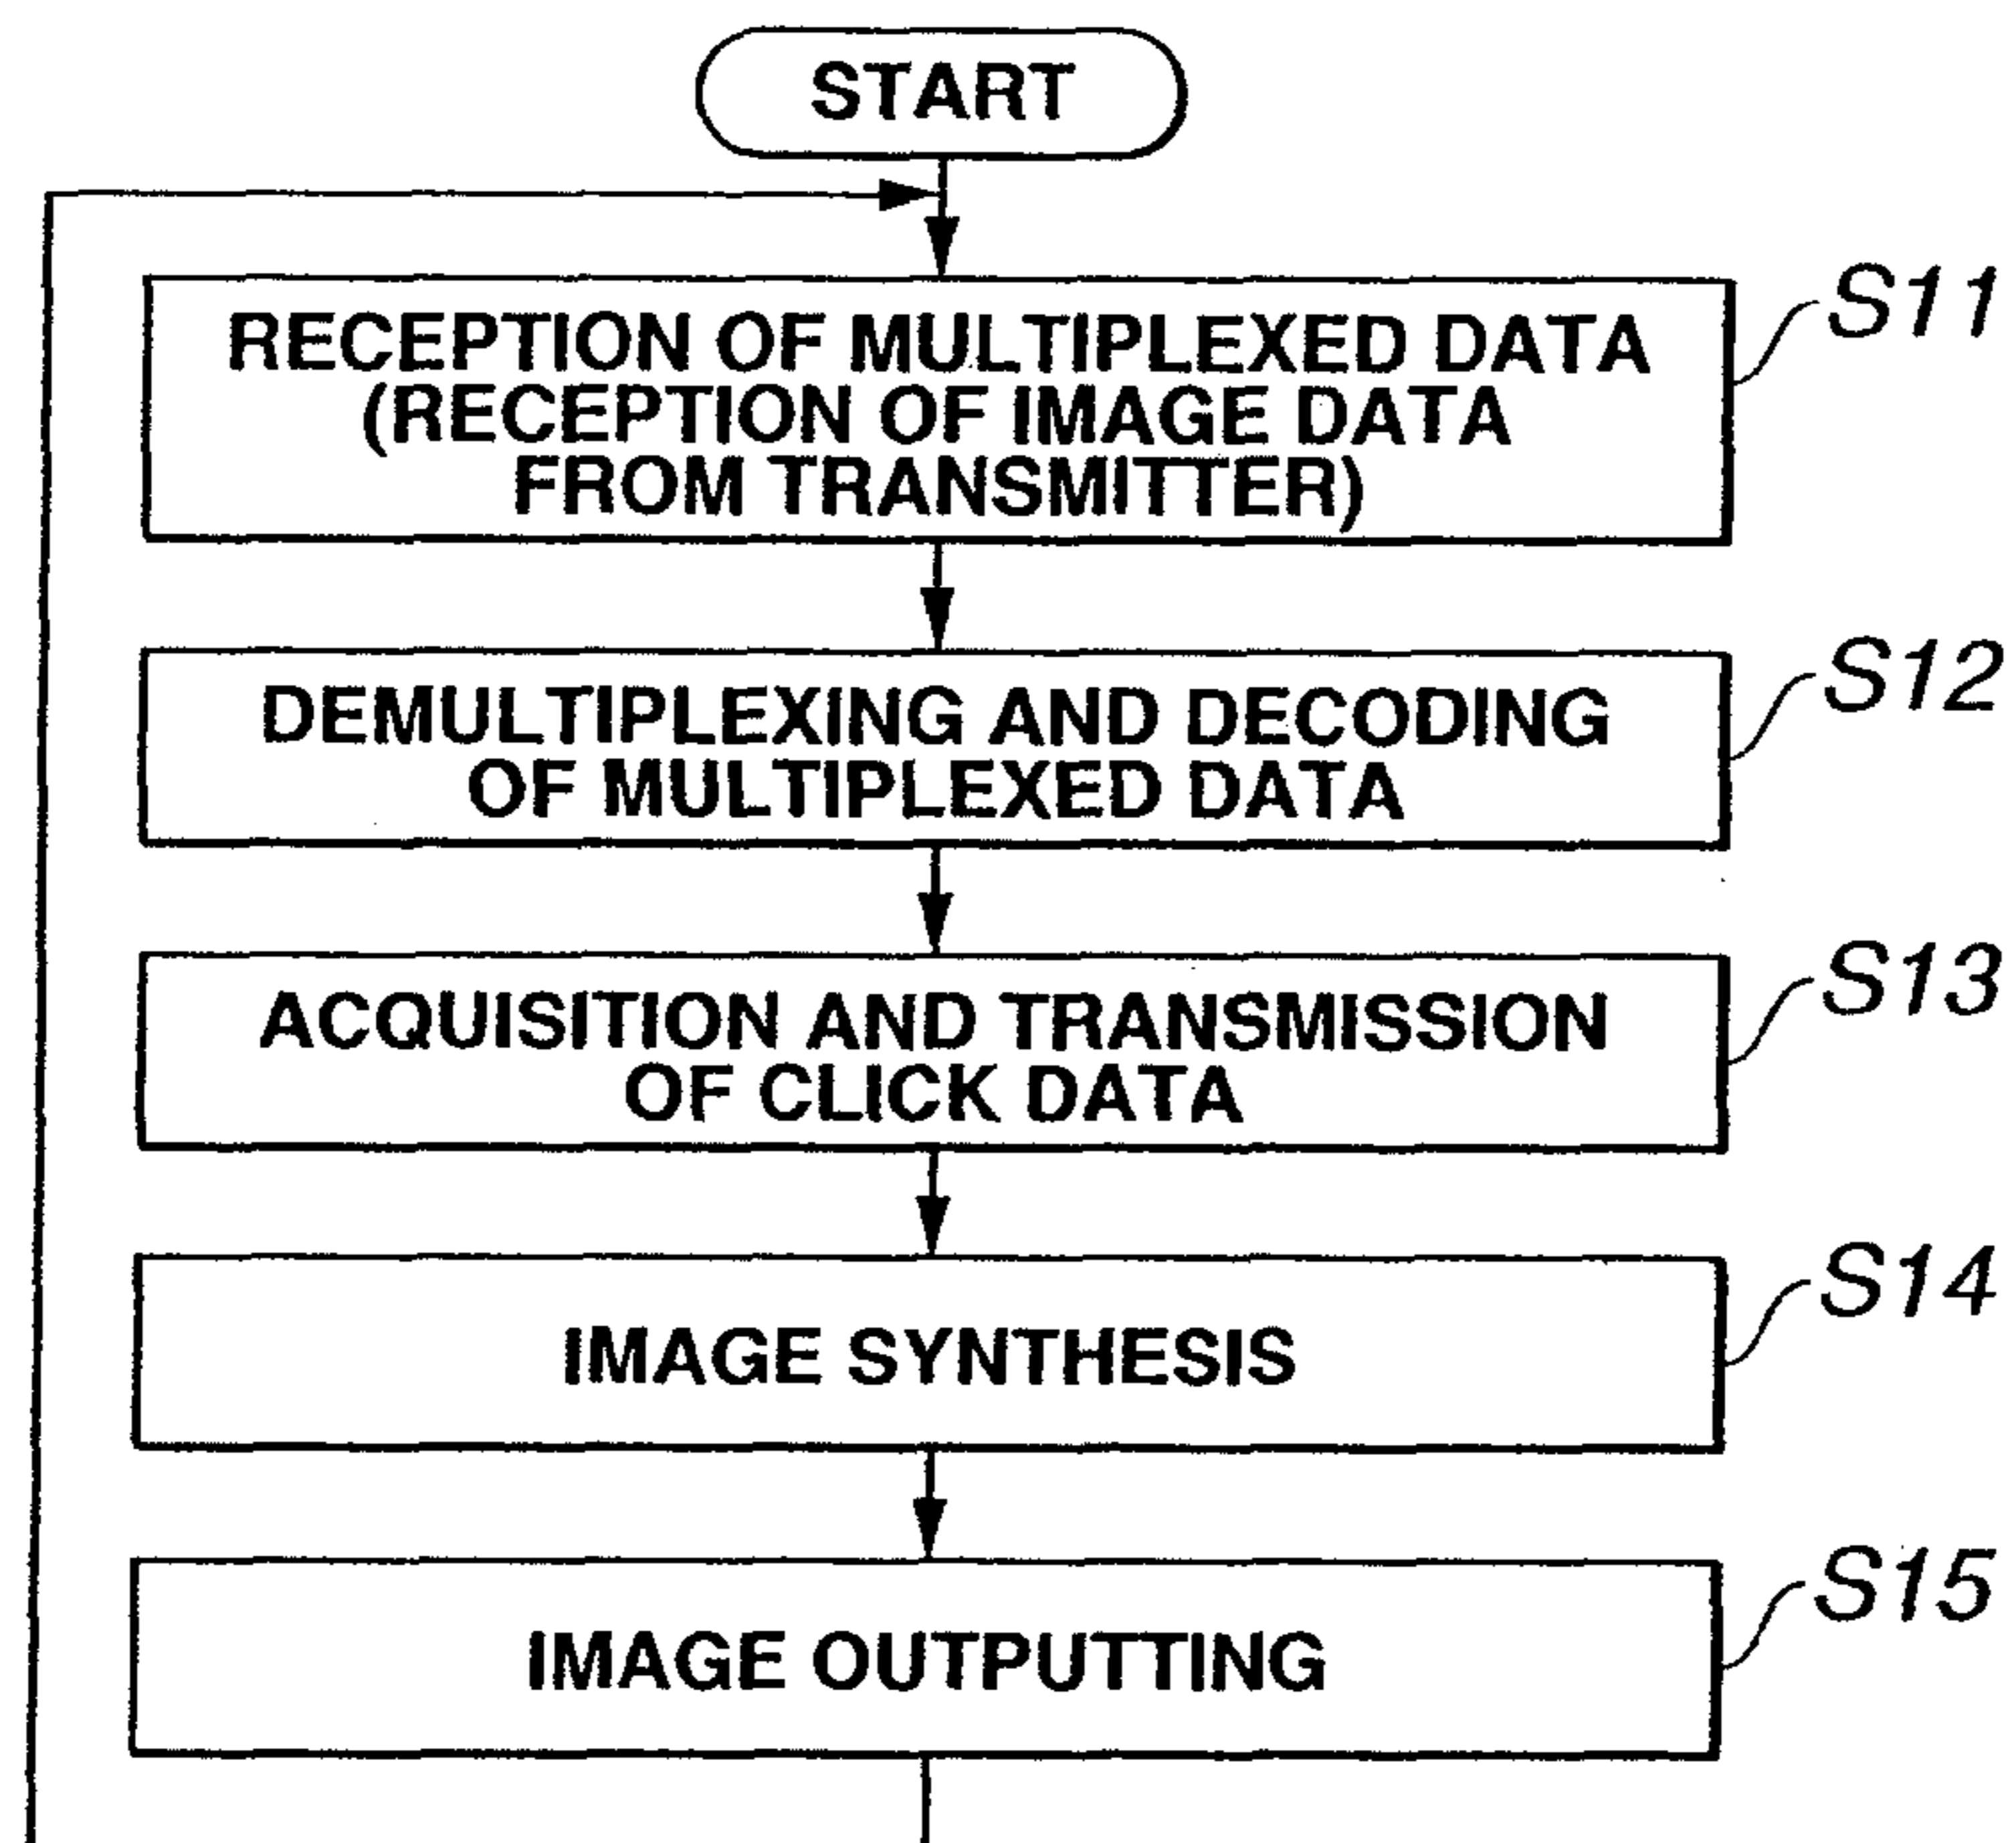 START
S11
RECEPTION OF MULTIPLEXED DATA
(RECEPTION OF IMAGE DATA
FROM TRANSMITTER)
S12
DEMULTIPLEXING AND DECODING
OF MULTIPLEXED DATA
S13
ACQUISITION AND TRANSMISSION
OF CLICK DATA
S14
IMAGE SYNTHESIS
S15
IMAGE OUTPUTTING